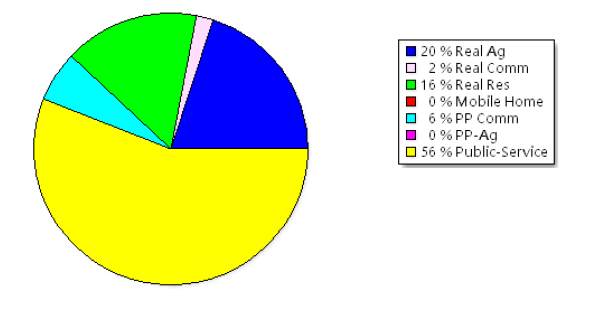 20 % Real Ag
2 % Real Comm
16 % Real Res
0 % Mobile Home
6 % PP Comm
0 % PP-Ag
56 % Public-Service